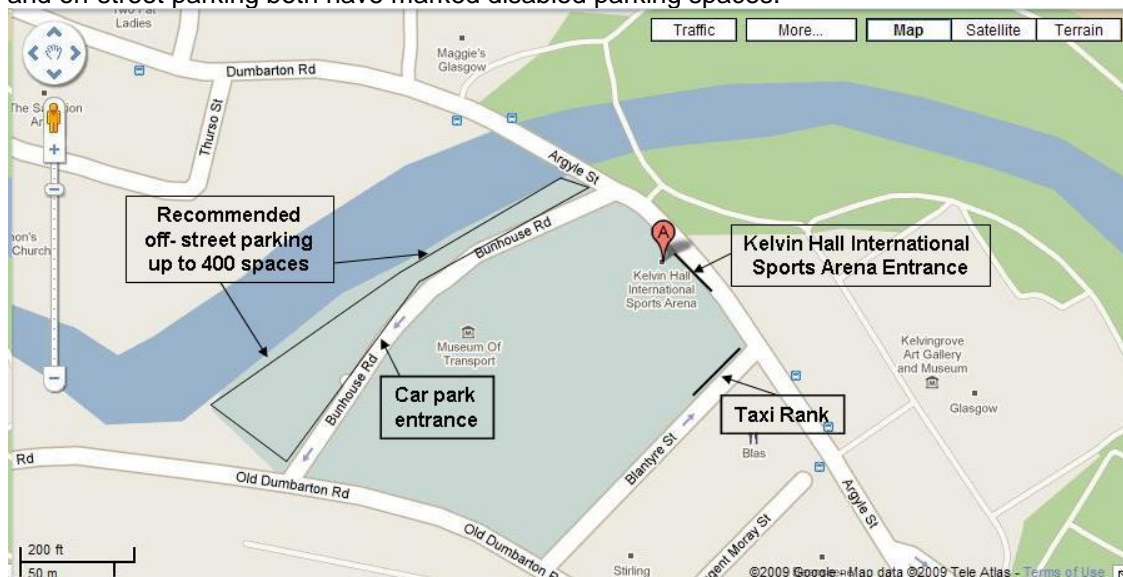 and on-street parking both have marked disabled parking spaces.
Ladies
Traffic
More...
Map
Satellite
Terrain
Maggie's
Glasgow
Dumbarton Rd
Thurso St
Argyle St
Recommended
off- street parking
up to 400 spaces
Bunhouse Rd
Church
Kelvin Hall International
Sports Arena Entrance
A
Kelvin Hall
International
Sports Arena
Museum Of
Transport
Kelvingrove
Art Gallery
and Museum
Bunhouse Rd
Car park
entrance
Taxi Rank
Glasgow
Blas
Blantyre St
Argyle St
Rd
Old Dumbarton Rd
Old Dumbarton
Moray St
Stirling
200 ft
50 m
©2009 Google - Map data ©2009 Tele Atlas - Terms of Use